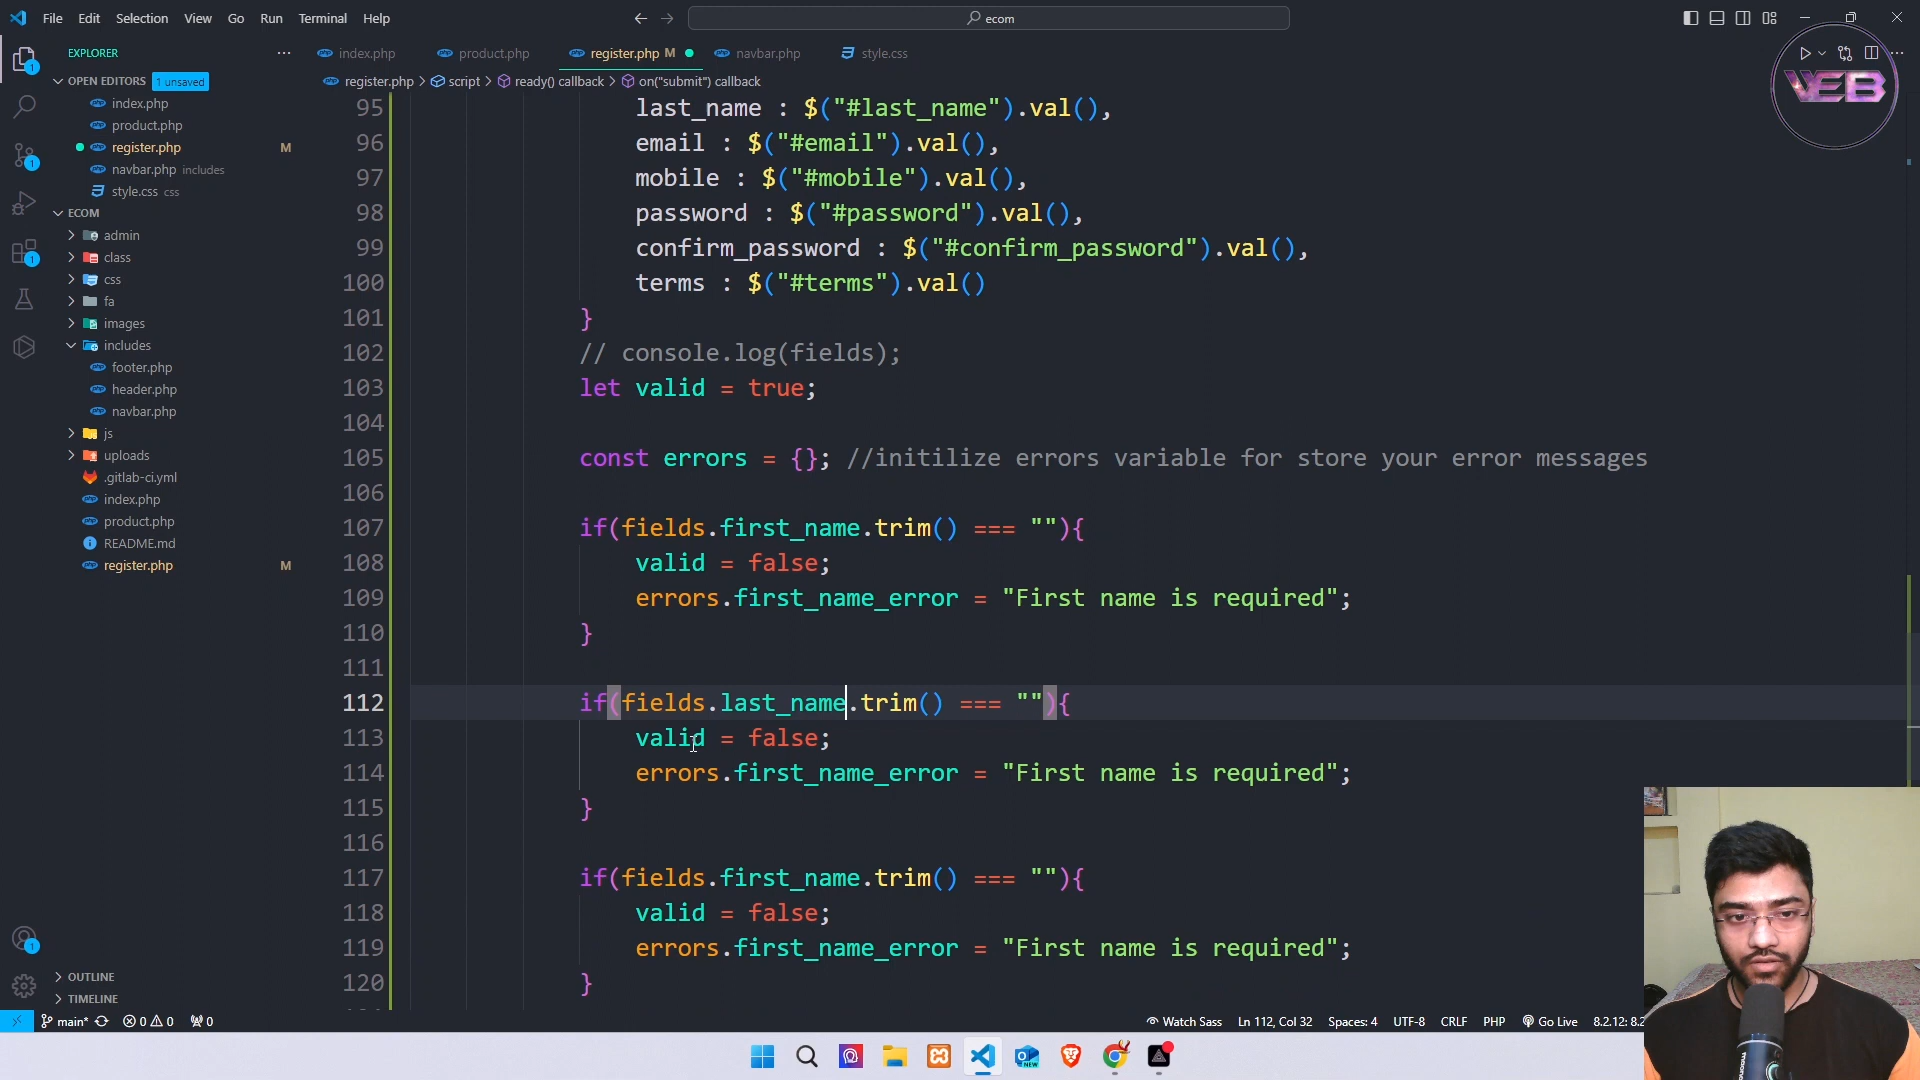 File Edit Selection View Go Run Terminal Help
ecom
EXPLORER
index.php
product.php
register.php M
navbar.php
style.css
OPEN EDITORS 1 unsaved
register.php > script > ready() callback > on("submit") callback
index.php
product.php
register.php M
navbar.php includes
style.css css
ECOM
admin
class
css
fa
images
includes
footer.php
header.php
navbar.php
js
uploads
.gitlab-ci.yml
index.php
product.php
README.md
register.php M
OUTLINE
TIMELINE
95 last_name : $("#last_name").val(),
96 email : $("#email").val(),
97 mobile : $("#mobile").val(),
98 password : $("#password").val(),
99 confirm_password : $("#confirm_password").val(),
100 terms : $("#terms").val()
101 }
102 // console.log(fields);
103 let valid = true;
104
105 const errors = {}; //initilize errors variable for store your error messages
106
107 if(fields.first_name.trim() === ""){
108 valid = false;
109 errors.first_name_error = "First name is required";
110 }
111
112 if(fields.last_name.trim() === ""){
113 valid = false;
114 errors.first_name_error = "First name is required";
115 }
116
117 if(fields.first_name.trim() === ""){
118 valid = false;
119 errors.first_name_error = "First name is required";
120 }
VEB
main* 0 0 0
Watch Sass Ln 112, Col 32 Spaces: 4 UTF-8 CRLF PHP Go Live 8.2.12: